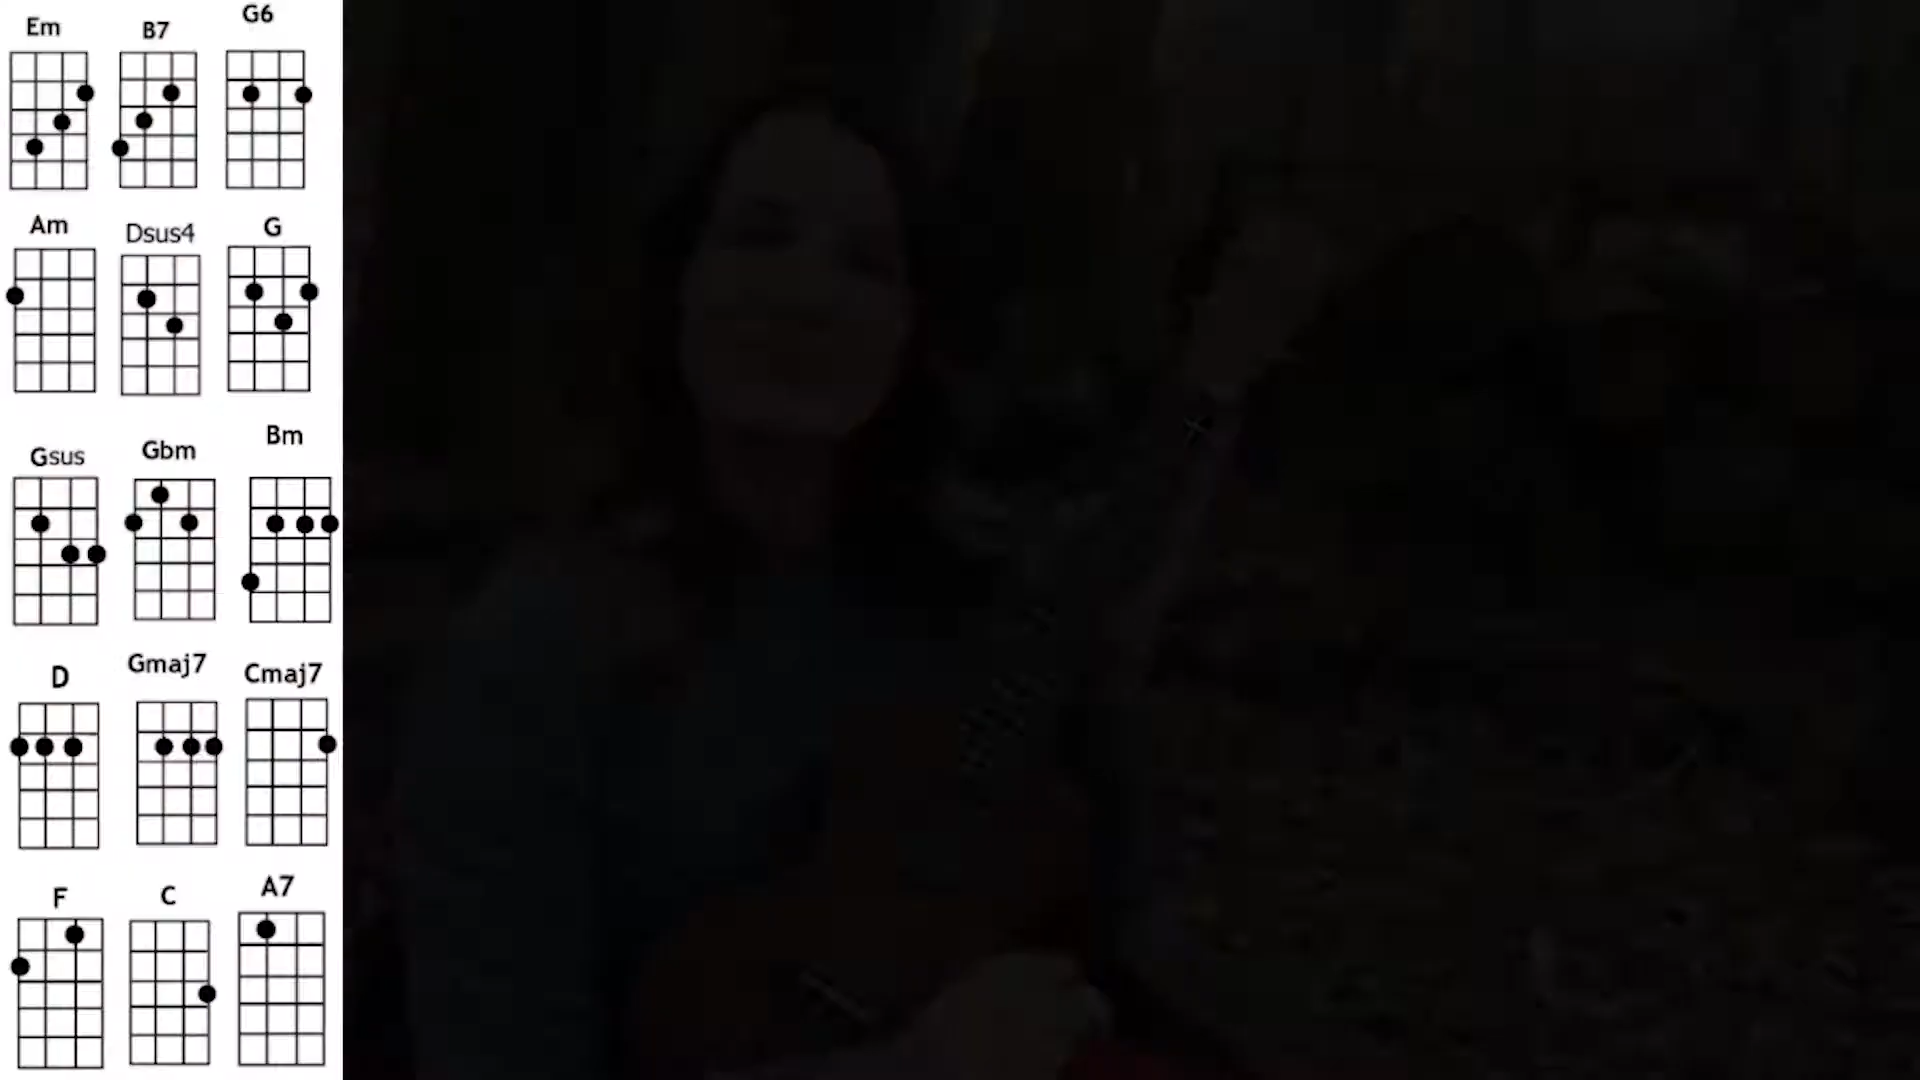 Em B7 G6
Am Dsus4 G
Gsus Gbm Bm
D Gmaj7 Cmaj7
F C A7